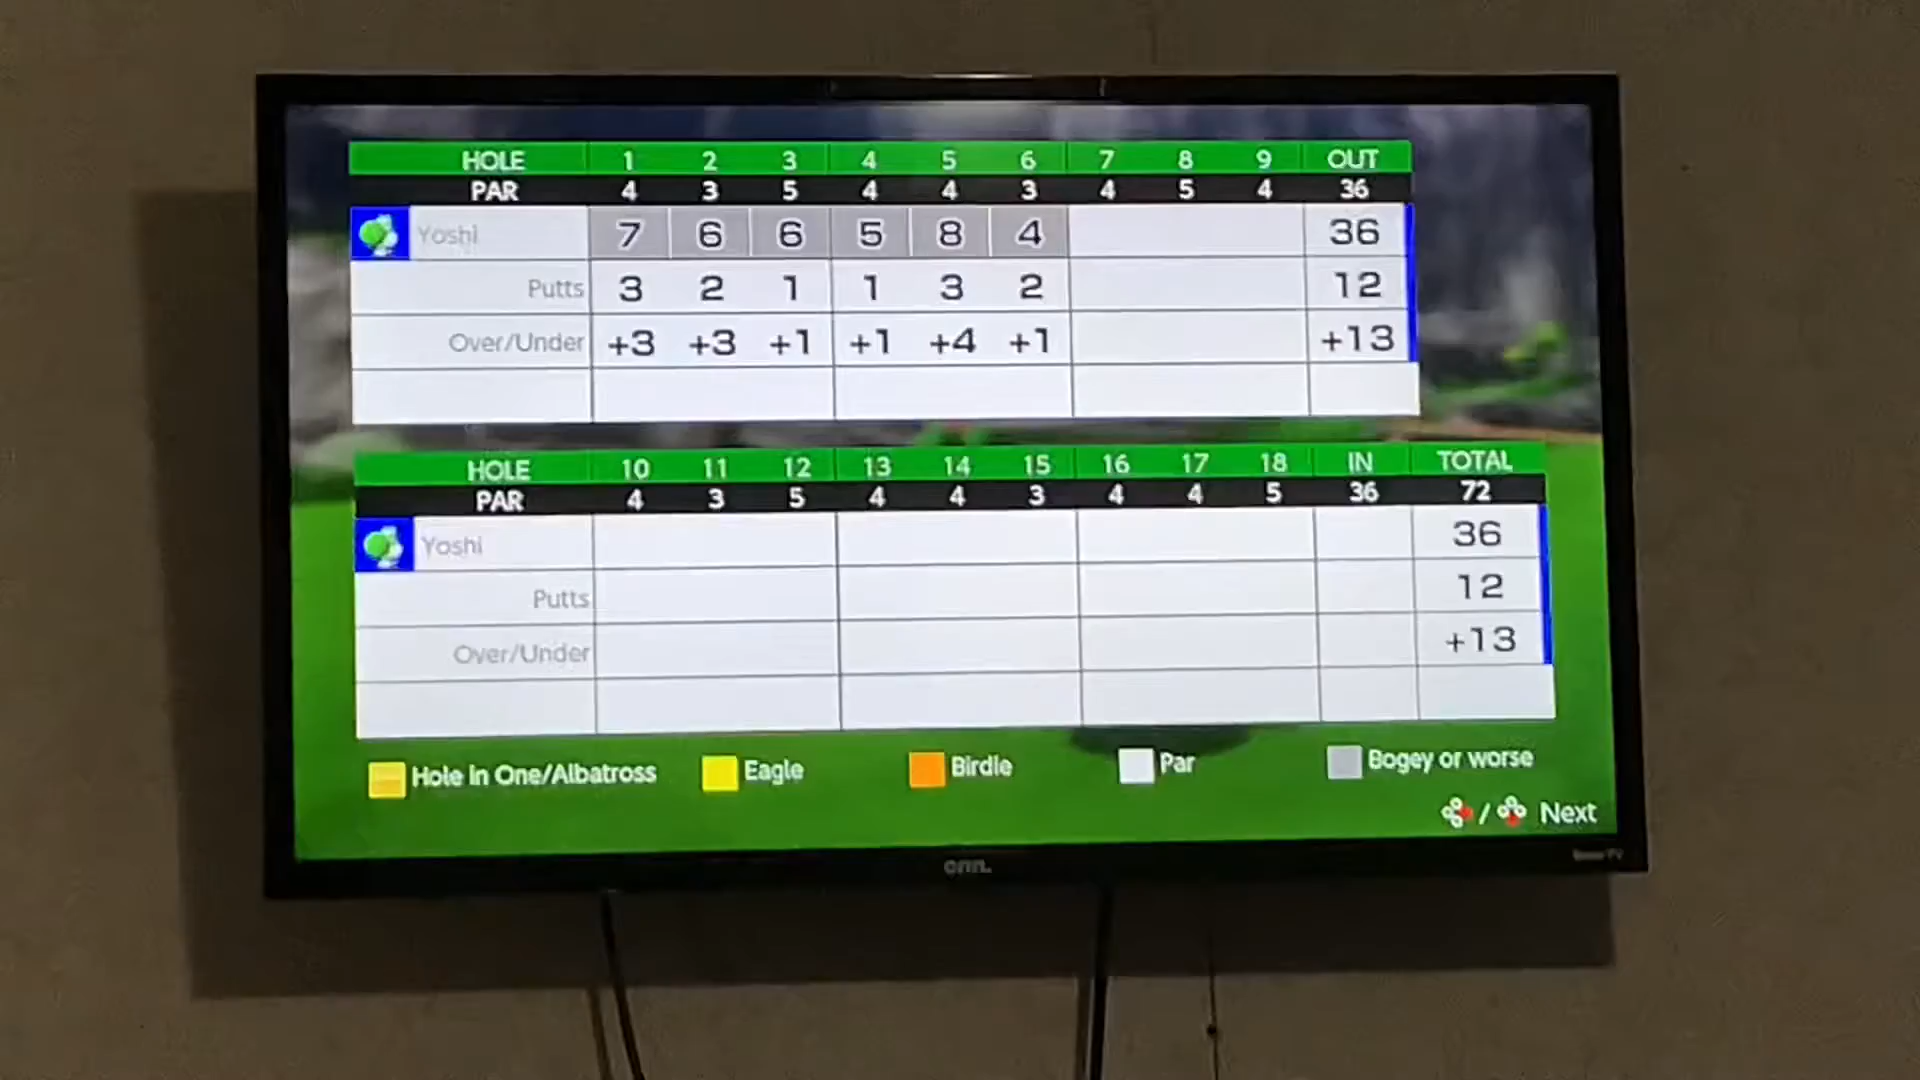 HOLE 1 2 3 4 5 6 7 8 9 OUT
PAR 4 3 5 4 4 3 4 5 4 36
Yoshi 7 6 6 5 8 4 36
Putts 3 2 1 1 3 2 12
Over/Under +3 +3 +1 +1 +4 +1 +13
HOLE 10 11 12 13 14 15 16 17 18 IN TOTAL
PAR 4 3 5 4 4 3 4 4 5 36 72
Yoshi 36
Putts 12
Over/Under +13
Hole in One/Albatross Eagle Birdie Par Bogey or worse
/ Next
onn.